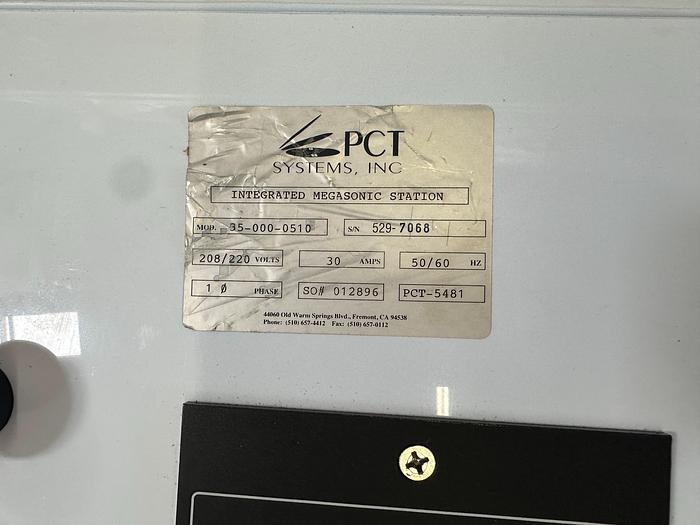 PCT
SYSTEMS, INC
INTEGRATED MEGASONIC STATION
MOD. 35-000-0510 S/N 529-7068
208/220 VOLTS 30 AMPS 50/60 HZ
1 Ø PHASE SO# 012896 PCT-5481
44060 Old Warm Springs Blvd., Fremont, CA 94538
Phone: (510) 657-4412 Fax: (510) 657-0112